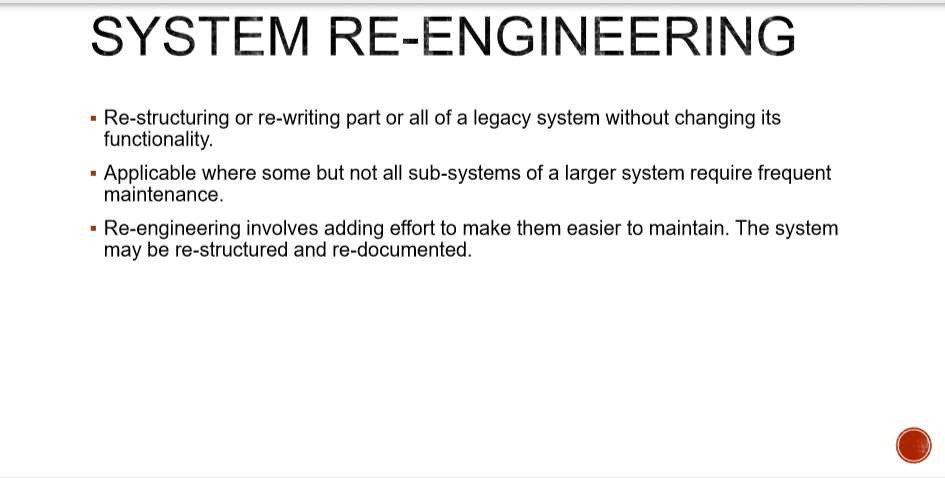 SYSTEM RE-ENGINEERING
▪ Re-structuring or re-writing part or all of a legacy system without changing its
functionality.
▪ Applicable where some but not all sub-systems of a larger system require frequent
maintenance.
▪ Re-engineering involves adding effort to make them easier to maintain. The system
may be re-structured and re-documented.